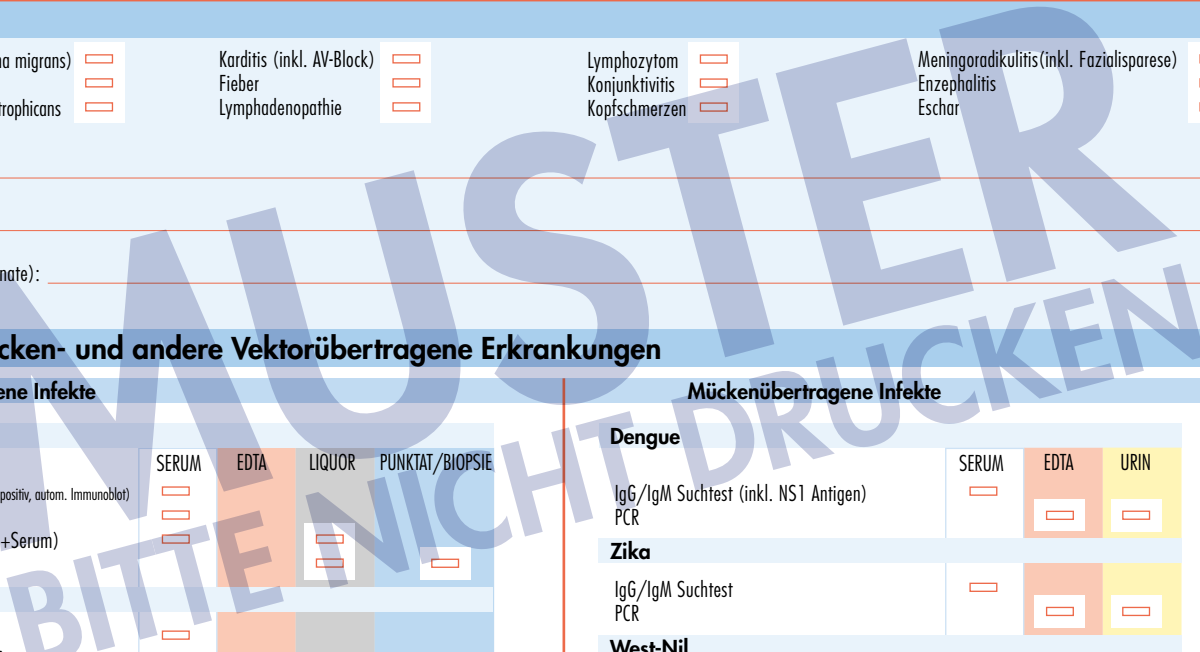 na migrans) Karditis (inkl. AV-Block) Lymphozytom Meningoradikulitis(inkl. Fazialisparese)
Fieber Konjunktivitis Enzephalitis
trophicans Lymphadenopathie Kopfschmerzen Eschar
nate):
cken- und andere Vektorübertragene Erkrankungen
ene Infekte Mückenübertragene Infekte
Dengue
SERUM EDTA LIQUOR PUNKTAT/BIOPSIE SERUM EDTA URIN
positiv, autom. Immunoblot) IgG/IgM Suchtest (inkl. NS1 Antigen)
PCR
+Serum)
Zika
IgG/IgM Suchtest
PCR
West-Nil
MUSTER
BITTE NICHT DRUCKEN